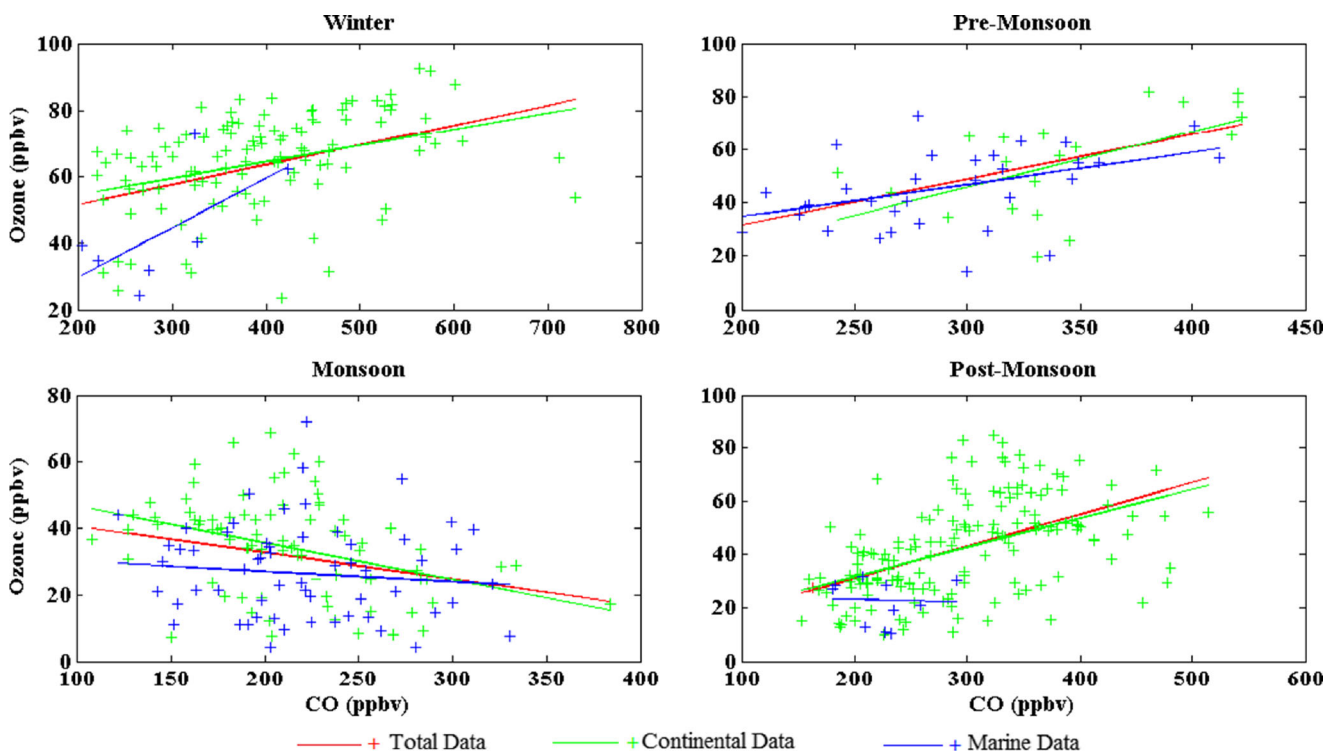 Winter
Pre-Monsoon
Ozone (ppbv)
100
80
60
40
20
200 300 400 500 600 700 800
100
80
60
40
20
0
200 250 300 350 400 450
Monsoon
Post-Monsoon
Ozone (ppbv)
80
60
40
20
0
100 150 200 250 300 350 400
CO (ppbv)
100
80
60
40
20
0
100 200 300 400 500 600
CO (ppbv)
Total Data
Continental Data
Marine Data